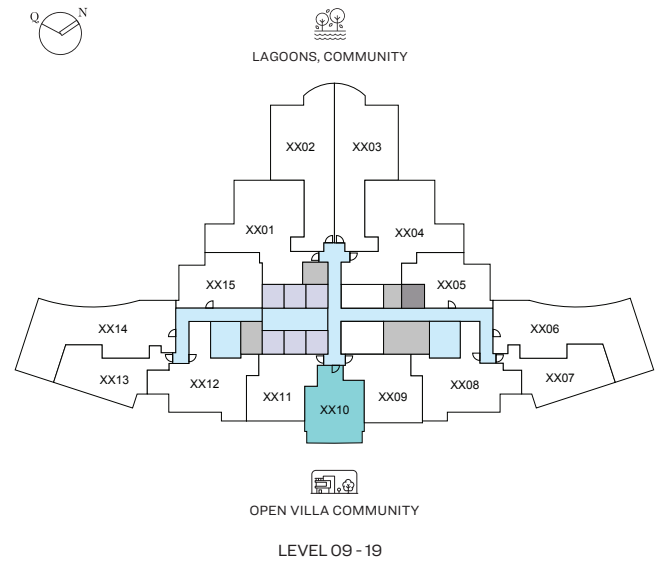 Q N
LAGOONS, COMMUNITY
XX02 XX03
XX01 XX04
XX15 XX05
XX14 XX06
XX13 XX12 XX11 XX10 XX09 XX08 XX07
OPEN VILLA COMMUNITY
LEVEL 09 - 19